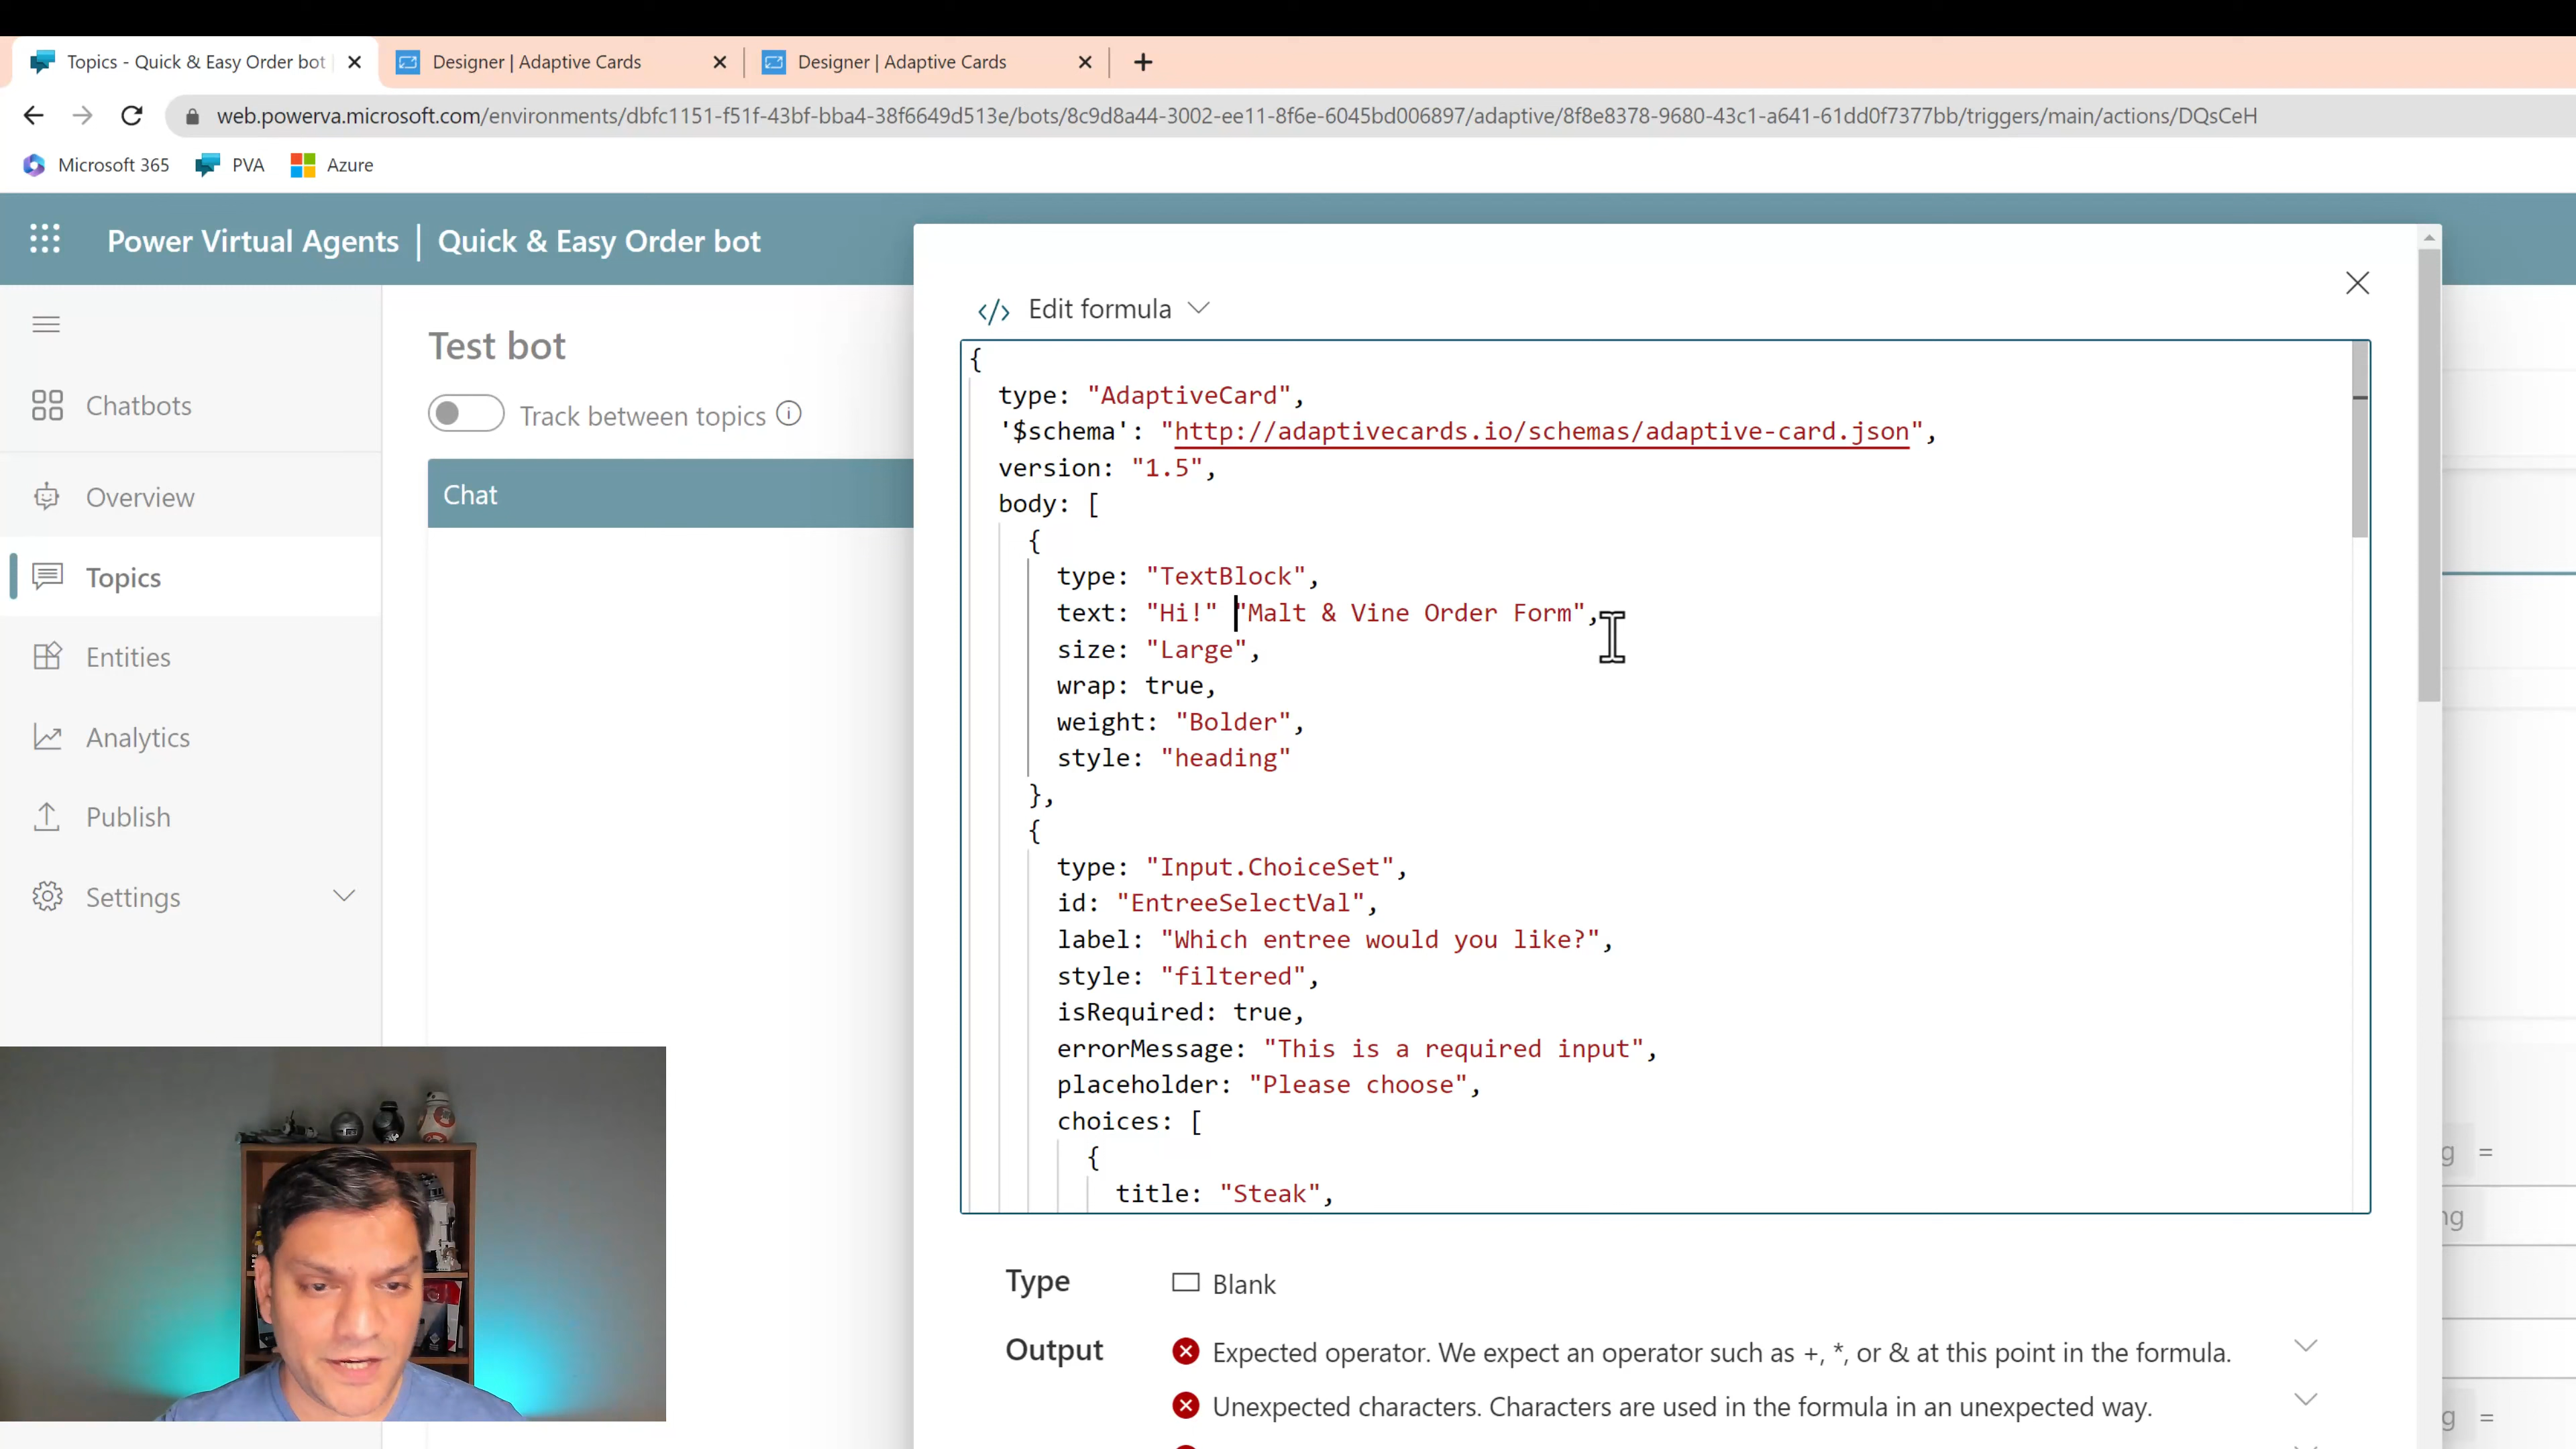 Topics - Quick & Easy Order bot
Designer | Adaptive Cards
Designer | Adaptive Cards
web.powerva.microsoft.com/environments/dbfc1151-f51f-43bf-bba4-38f6649d513e/bots/8c9d8a44-3002-ee11-8f6e-6045bd006897/adaptive/8f8e8378-9680-43c1-a641-61dd0f7377bb/triggers/main/actions/DQsCeH
Microsoft 365
PVA
Azure
Power Virtual Agents | Quick & Easy Order bot
Chatbots
Overview
Topics
Entities
Analytics
Publish
Settings
Test bot
Track between topics
Chat
</> Edit formula
{
type: "AdaptiveCard",
'$schema': "http://adaptivecards.io/schemas/adaptive-card.json",
version: "1.5",
body: [
{
type: "TextBlock",
text: "Hi!" "Malt & Vine Order Form",
size: "Large",
wrap: true,
weight: "Bolder",
style: "heading"
},
{
type: "Input.ChoiceSet",
id: "EntreeSelectVal",
label: "Which entree would you like?",
style: "filtered",
isRequired: true,
errorMessage: "This is a required input",
placeholder: "Please choose",
choices: [
{
title: "Steak",
Type
Blank
Output
Expected operator. We expect an operator such as +, *, or & at this point in the formula.
Unexpected characters. Characters are used in the formula in an unexpected way.
g =
ng
g =